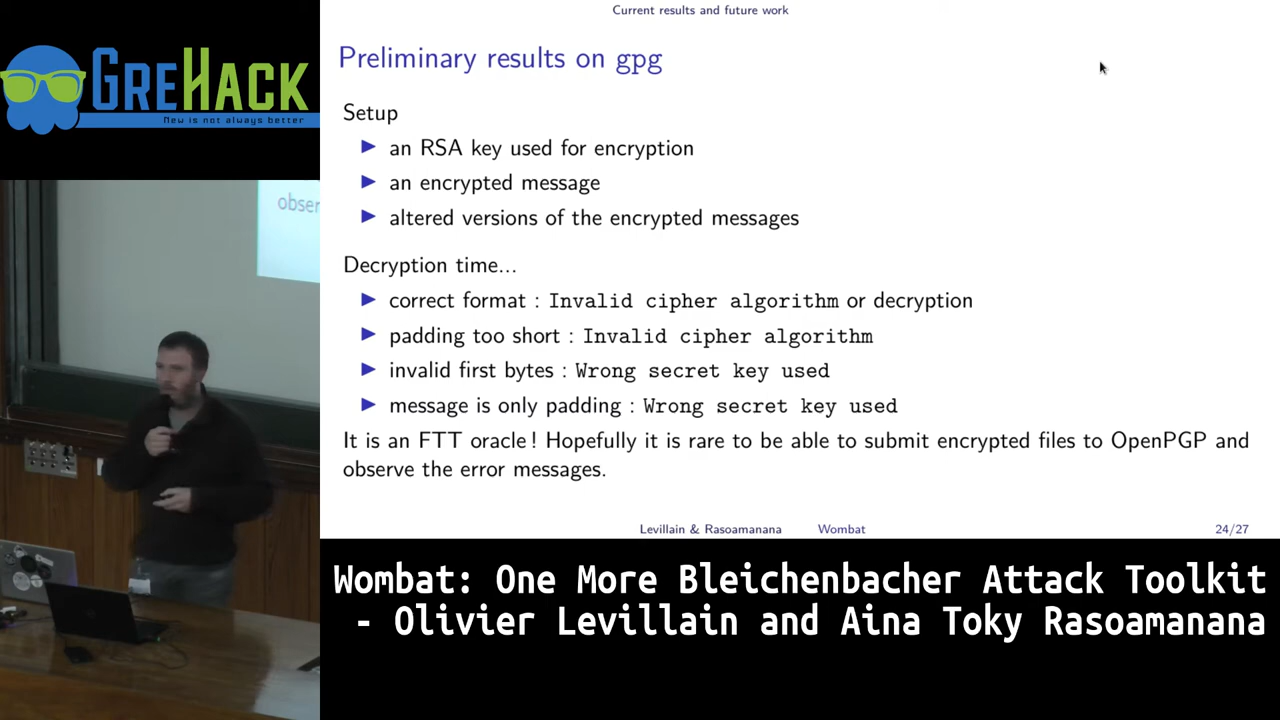 Current results and future work
GREHACK
New is not always better
Preliminary results on gpg
Setup
▶ an RSA key used for encryption
▶ an encrypted message
▶ altered versions of the encrypted messages
obser
Decryption time...
▶ correct format : Invalid cipher algorithm or decryption
▶ padding too short : Invalid cipher algorithm
▶ invalid first bytes : Wrong secret key used
▶ message is only padding : Wrong secret key used
It is an FTT oracle ! Hopefully it is rare to be able to submit encrypted files to OpenPGP and
observe the error messages.
Levillain & Rasoamanana Wombat 24/27
Wombat: One More Bleichenbacher Attack Toolkit
- Olivier Levillain and Aina Toky Rasoamanana